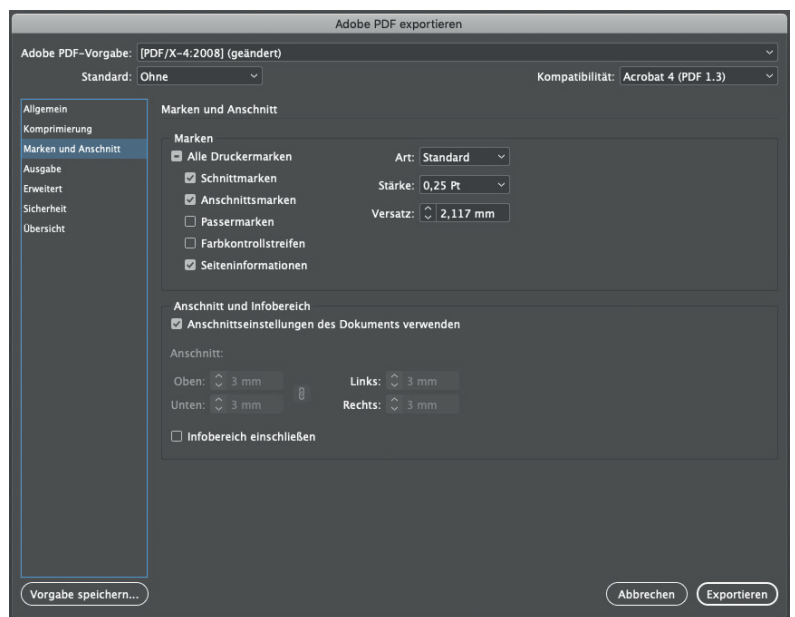 Adobe PDF exportieren
Adobe PDF-Vorgabe: [PDF/X-4:2008] (geändert)
Standard: Ohne
Kompatibilität: Acrobat 4 (PDF 1.3)
Allgemein
Komprimierung
Marken und Anschnitt
Ausgabe
Erweitert
Sicherheit
Übersicht
Marken und Anschnitt
Marken
Alle Druckermarken
Schnittmarken
Anschnittsmarken
Passermarken
Farbkontrollstreifen
Seiteninformationen
Art: Standard
Stärke: 0,25 Pt
Versatz: 2,117 mm
Anschnitt und Infobereich
Anschnittseinstellungen des Dokuments verwenden
Anschnitt:
Oben: 3 mm
Links: 3 mm
Unten: 3 mm
Rechts: 3 mm
Infobereich einschließen
Vorgabe speichern...
Abbrechen
Exportieren